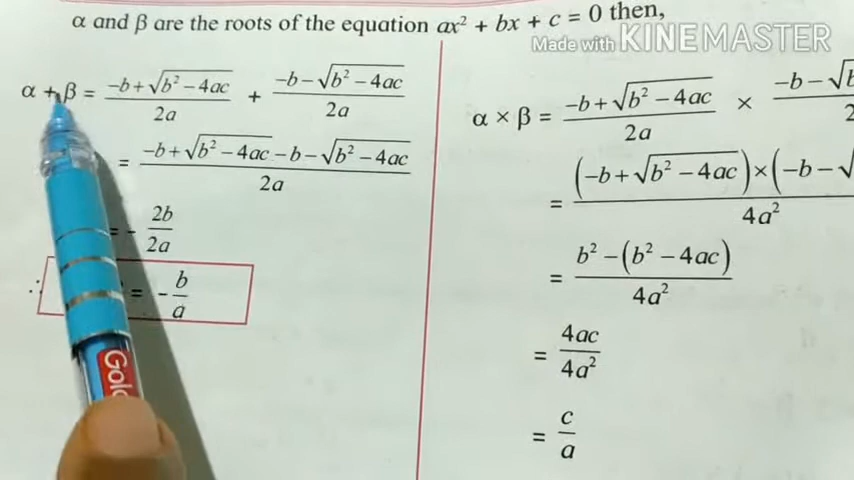 α and β are the roots of the equation ax² + bx + c = 0 then,
Made with KINEMASTER
α + β = (-b + √(b² - 4ac))/2a + (-b - √(b² - 4ac))/2a
= (-b + √(b² - 4ac) - b - √(b² - 4ac))/2a
= - 2b/2a
∴ = - b/a
α × β = (-b + √(b² - 4ac))/2a × (-b - √b
= (-b + √(b² - 4ac)) × (-b - √ /4a²
= (b² - (b² - 4ac))/4a²
= 4ac/4a²
= c/a